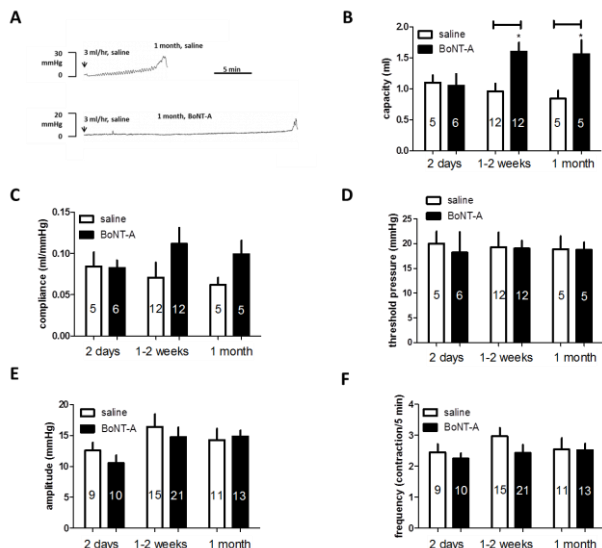 A
30
mmHg
0
3 ml/hr, saline
1 month, saline
5 min
20
mmHg
0
3 ml/hr, saline
1 month, BoNT-A
B
saline
BoNT-A
capacity (ml)
2.0
1.5
1.0
0.5
0.0
* *
5 6 12 12 5 5
2 days 1-2 weeks 1 month
C
saline
BoNT-A
compliance (ml/mmHg)
0.15
0.10
0.05
0.00
5 6 12 12 5 5
2 days 1-2 weeks 1 month
D
saline
BoNT-A
threshold pressure (mmHg)
25
20
15
10
5
0
5 6 12 12 5 5
2 days 1-2 weeks 1 month
E
saline
BoNT-A
amplitude (mmHg)
20
15
10
5
0
9 10 15 21 11 13
2 days 1-2 weeks 1 month
F
saline
BoNT-A
frequency (contraction/5 min)
4
3
2
1
0
9 10 15 21 11 13
2 days 1-2 weeks 1 month